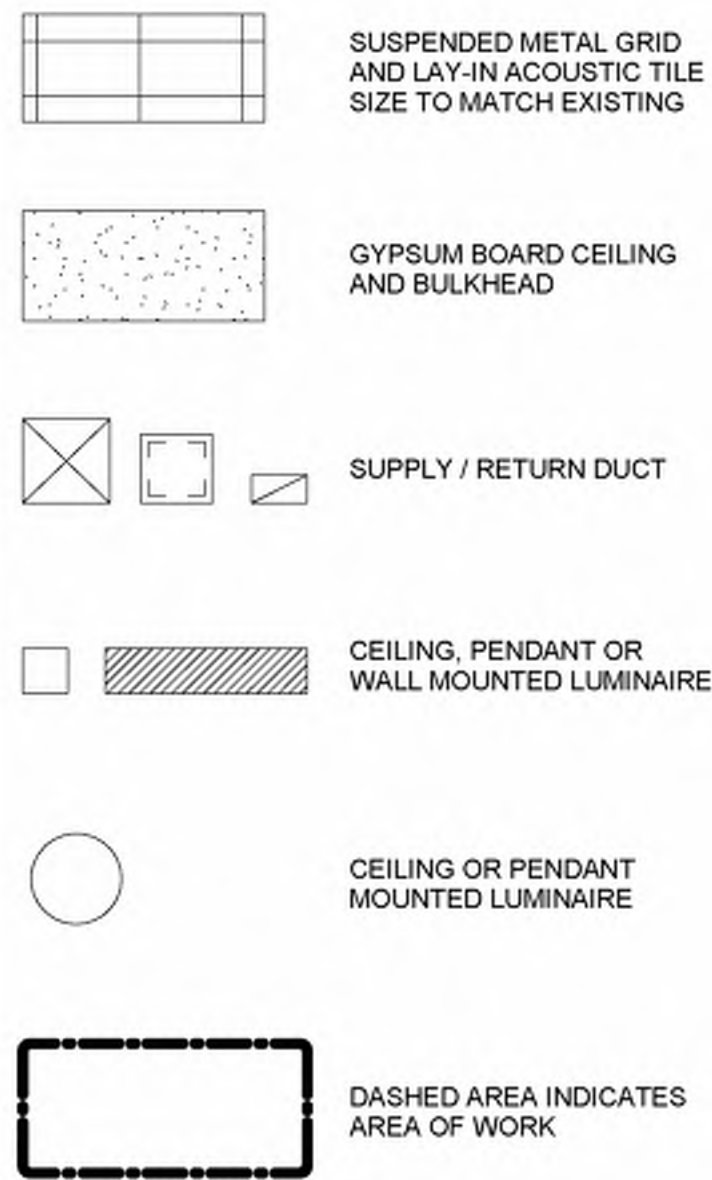 SUSPENDED METAL GRID
AND LAY-IN ACOUSTIC TILE
SIZE TO MATCH EXISTING
GYPSUM BOARD CEILING
AND BULKHEAD
SUPPLY / RETURN DUCT
CEILING, PENDANT OR
WALL MOUNTED LUMINAIRE
CEILING OR PENDANT
MOUNTED LUMINAIRE
DASHED AREA INDICATES
AREA OF WORK